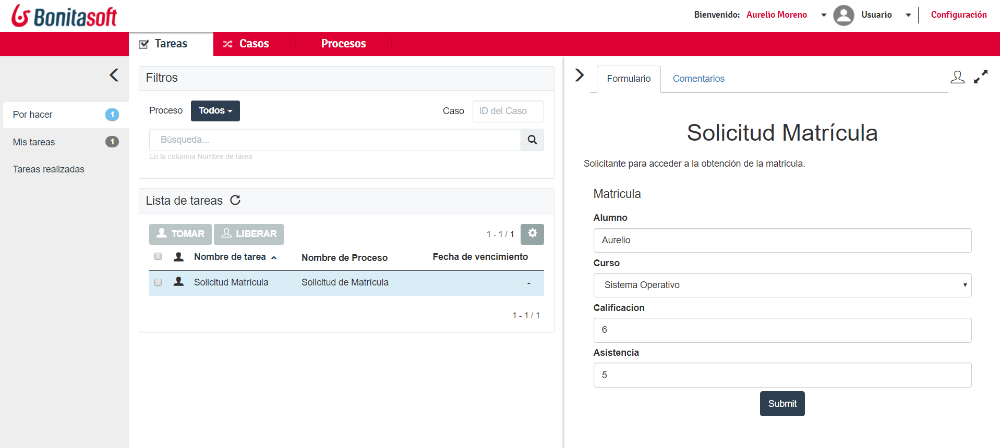 Bonitasoft
Bienvenido: Aurelio Moreno Usuario Configuración
Tareas Casos Procesos
Por hacer 1
Mis tareas 1
Tareas realizadas
Filtros
Proceso Todos Caso ID del Caso
Búsqueda...
En la columna Nombre de tarea
Lista de tareas
TOMAR LIBERAR 1 - 1 / 1
Nombre de tarea Nombre de Proceso Fecha de vencimiento
Solicitud Matrícula Solicitud de Matrícula -
1 - 1 / 1
Formulario Comentarios
Solicitud Matrícula
Solicitante para acceder a la obtención de la matricula.
Matricula
Alumno
Aurelio
Curso
Sistema Operativo
Calificacion
6
Asistencia
5
Submit